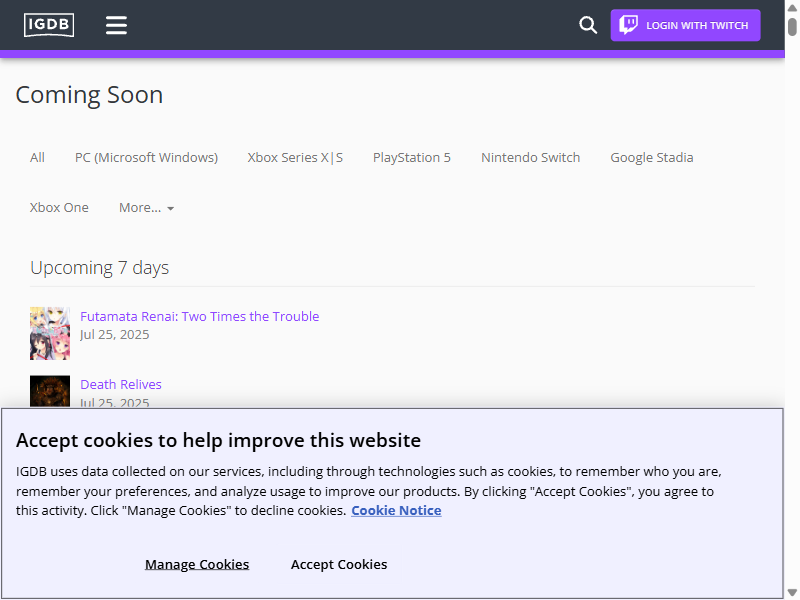 IGDB
LOGIN WITH TWITCH
Coming Soon
All PC (Microsoft Windows) Xbox Series X|S PlayStation 5 Nintendo Switch Google Stadia
Xbox One More...
Upcoming 7 days
Futamata Renai: Two Times the Trouble
Jul 25, 2025
Death Relives
Jul 25, 2025
Accept cookies to help improve this website
IGDB uses data collected on our services, including through technologies such as cookies, to remember who you are,
remember your preferences, and analyze usage to improve our products. By clicking "Accept Cookies", you agree to
this activity. Click "Manage Cookies" to decline cookies. Cookie Notice
Manage Cookies Accept Cookies